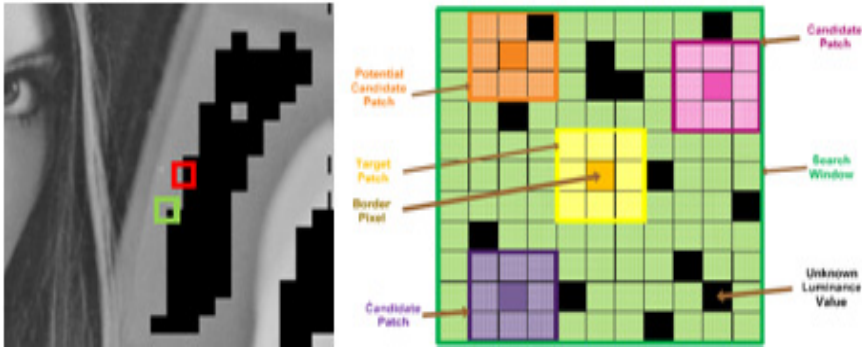 Candidate
Patch
Potential
Candidate
Patch
Target
Patch
Search
Window
Border
Pixel
Unknown
Luminance
Value
Candidate
Patch